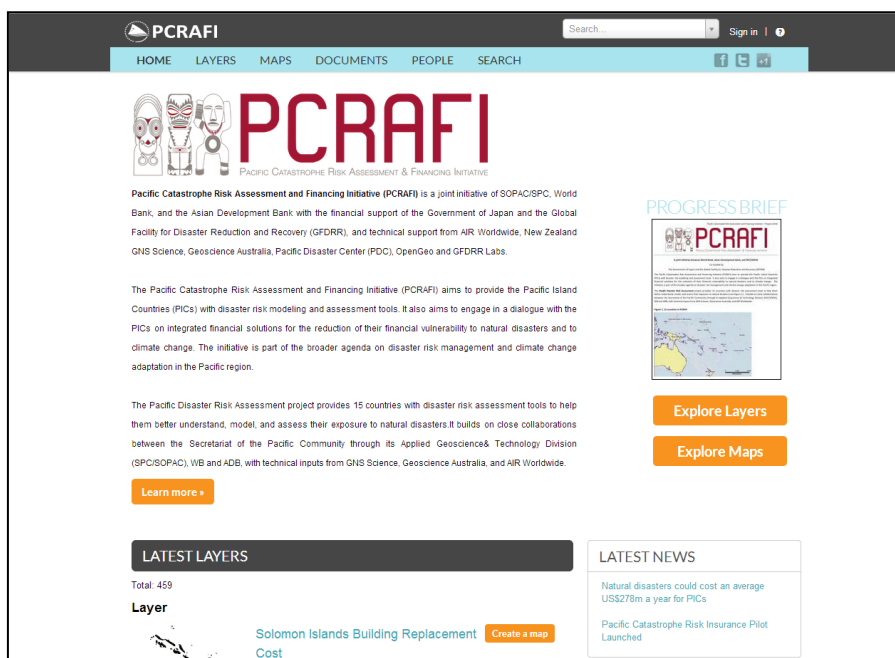 PCRAFI
Search...
Sign in | ?
HOME LAYERS MAPS DOCUMENTS PEOPLE SEARCH
f t +1
PCRAFI
PACIFIC CATASTROPHE RISK ASSESSMENT & FINANCING INITIATIVE
Pacific Catastrophe Risk Assessment and Financing Initiative (PCRAFI) is a joint initiative of SOPAC/SPC, World
Bank, and the Asian Development Bank with the financial support of the Government of Japan and the Global
Facility for Disaster Reduction and Recovery (GFDRR), and technical support from AIR Worldwide, New Zealand
GNS Science, Geoscience Australia, Pacific Disaster Center (PDC), OpenGeo and GFDRR Labs.
The Pacific Catastrophe Risk Assessment and Financing Initiative (PCRAFI) aims to provide the Pacific Island
Countries (PICs) with disaster risk modeling and assessment tools. It also aims to engage in a dialogue with the
PICs on integrated financial solutions for the reduction of their financial vulnerability to natural disasters and to
climate change. The initiative is part of the broader agenda on disaster risk management and climate change
adaptation in the Pacific region.
The Pacific Disaster Risk Assessment project provides 15 countries with disaster risk assessment tools to help
them better understand, model, and assess their exposure to natural disasters.It builds on close collaborations
between the Secretariat of the Pacific Community through its Applied Geoscience& Technology Division
(SPC/SOPAC), WB and ADB, with technical inputs from GNS Science, Geoscience Australia, and AIR Worldwide.
Learn more »
PROGRESS BRIEF
PCRAFI
Explore Layers
Explore Maps
LATEST LAYERS
Total: 459
Layer
Solomon Islands Building Replacement
Cost
Create a map
LATEST NEWS
Natural disasters could cost an average
US$278m a year for PICs
Pacific Catastrophe Risk Insurance Pilot
Launched